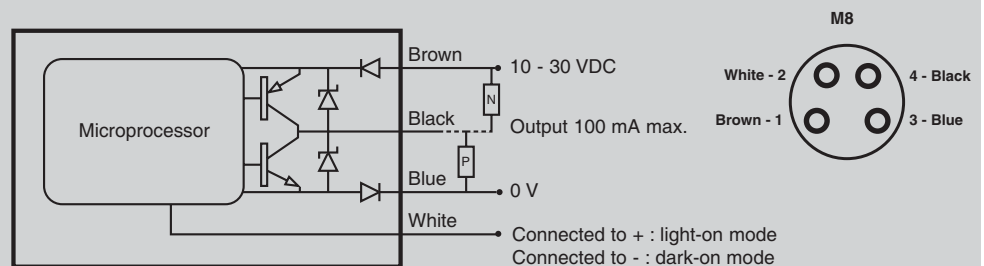 M8
Brown
10 - 30 VDC
White - 2
4 - Black
N
Microprocessor
Black
Output 100 mA max.
Brown - 1
3 - Blue
P
Blue
0 V
White
Connected to + : light-on mode
Connected to - : dark-on mode